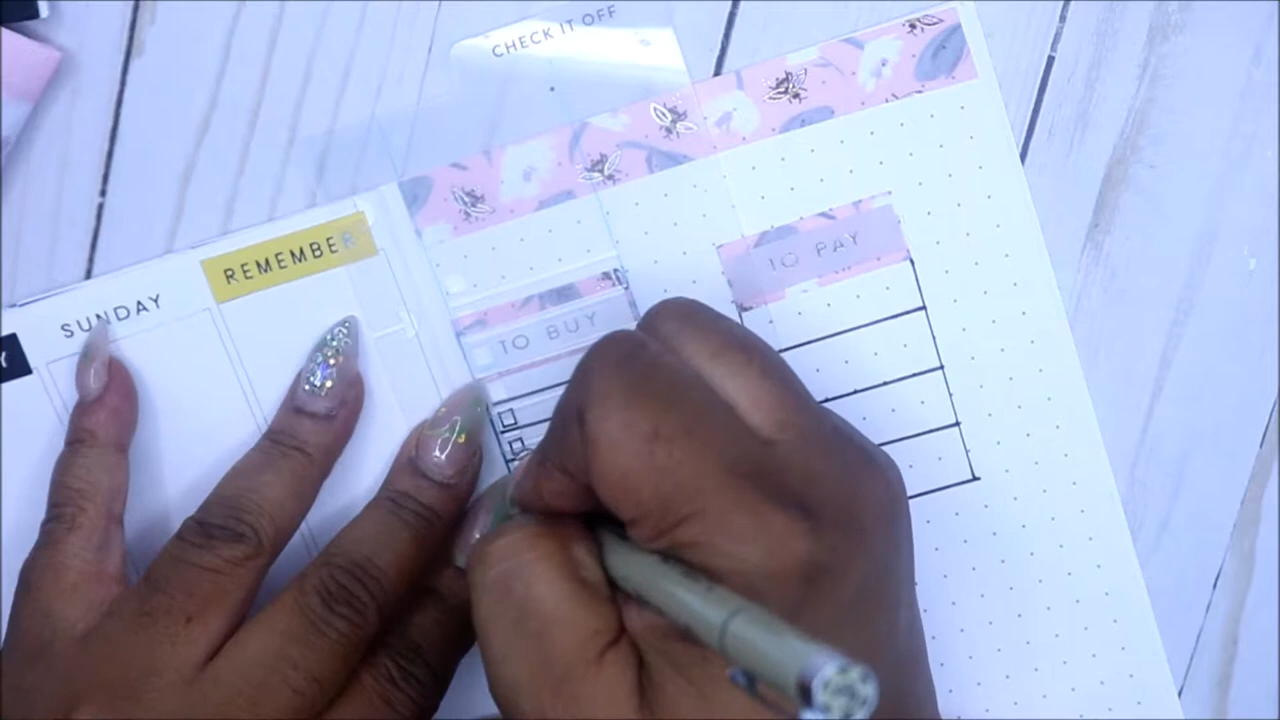 CHECK IT OFF
REMEMBER
SUNDAY
TO PAY
TO BUY
Y